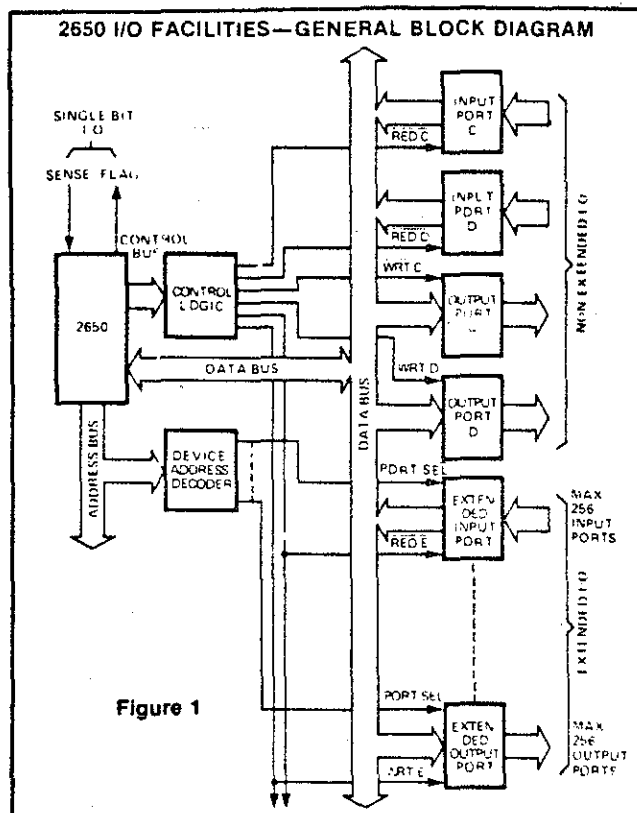 2650 I/O FACILITIES—GENERAL BLOCK DIAGRAM
SINGLE BIT
I O
SENSE FLAG
CONTROL
BUS
2650
CONTROL
LOGIC
DATA BUS
ADDRESS BUS
DEVICE
ADDRESS
DECODER
DATA BUS
INPUT
PORT
C
RED C
INPUT
PORT
D
RED D
WRT C
OUTPUT
PORT
WRT D
OUTPUT
PORT
D
NON EXTENDED I O
PORT SEL
EXTEN
DED
INPUT
PORT
RED E
MAX
256
INPUT
PORTS
EXTENDED I O
PORT SEL
EXTEN
DED
OUTPUT
PORT
WRT E
MAX
256
OUTPUT
PORTS
Figure 1